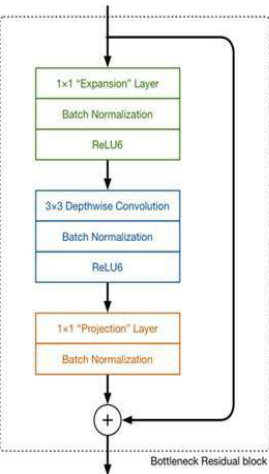 1×1 “Expansion” Layer
Batch Normalization
ReLU6
3×3 Depthwise Convolution
Batch Normalization
ReLU6
1×1 “Projection” Layer
Batch Normalization
+
Bottleneck Residual block